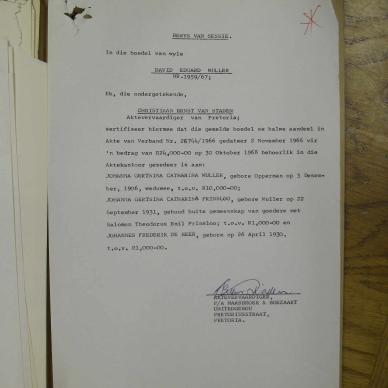 BEWYS VAN SESSIE.
In die boedel van wyle
DAVID EDUARD MULLER
NR.1959/67;
Ek, die ondergetekende,
CHRISTIAAN ERNST VAN STADEN
Aktevervaardiger van Pretoria;
sertifiseer hiermee dat die gemelde boedel se halwe aandeel in
Akte van Verband Nr. 26744/1966 gedateer 2 November 1966 vir
'n bedrag van R24,000-00 op 30 Oktober 1968 behoorlik in die
Aktekantoor gesedeer is aan:
JOHANNA GERTSINA CATHARINA MULLER, gebore Opperman op 3 Desem-
ber, 1906, weduwee, t.o.v. R10,000-00;
JOHANNA GERTSINA CATHARINA PRINSLOO, gebore Muller op 22
September 1931, getroud buite gemeenskap van goedere met
Salomon Theodorus Emil Prinsloo; t.o.v. R1,000-00 en
JOHANNES FREDERIK DE BEER, gebore op 26 April 1930,
t.o.v. R1,000-00.
AKTEVERVAARDIGER,
P/A HAASBROEK & BOEZAART
UNITEDGEBOU
PRETORIUSSTRAAT,
PRETORIA.